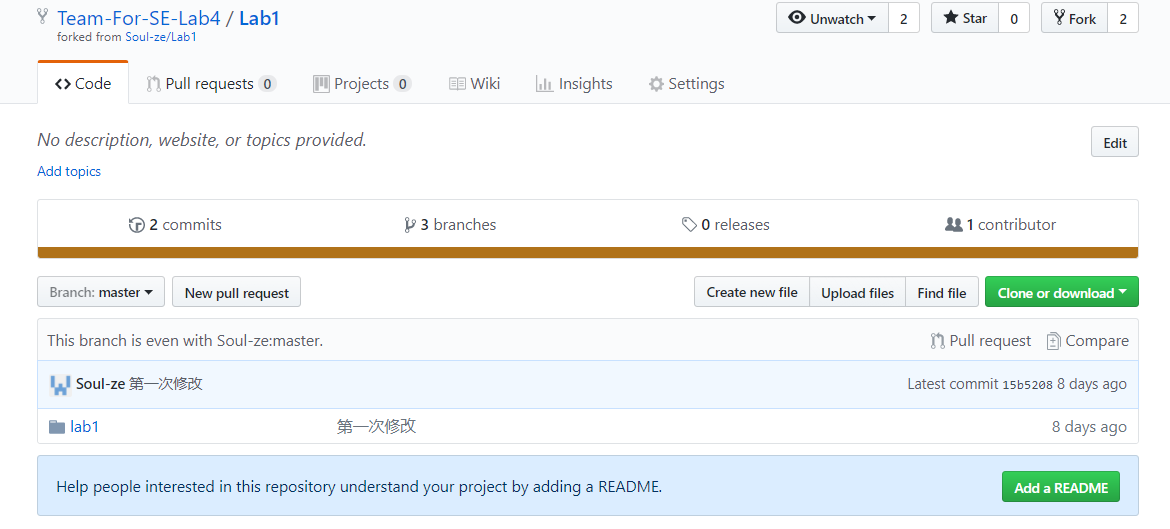 Team-For-SE-Lab4 / Lab1
Unwatch 2 Star 0 Fork 2
forked from Soul-ze/Lab1
Code Pull requests 0 Projects 0 Wiki Insights Settings
No description, website, or topics provided.
Edit
Add topics
2 commits 3 branches 0 releases 1 contributor
Branch: master New pull request Create new file Upload files Find file Clone or download
This branch is even with Soul-ze:master. Pull request Compare
Soul-ze 第一次修改 Latest commit 15b5208 8 days ago
lab1 第一次修改 8 days ago
Help people interested in this repository understand your project by adding a README. Add a README